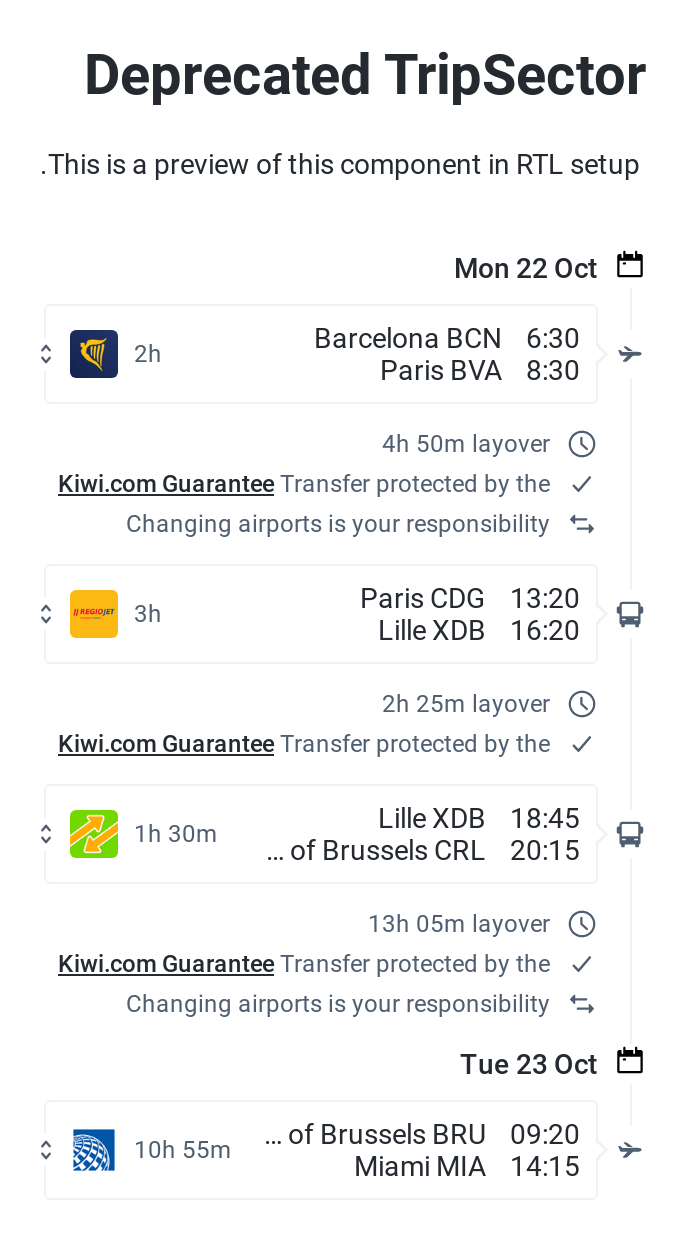 Deprecated TripSector
.This is a preview of this component in RTL setup
Mon 22 Oct
2h
Barcelona BCN 6:30
Paris BVA 8:30
4h 50m layover
Kiwi.com Guarantee Transfer protected by the
Changing airports is your responsibility
REGIOJET
3h
Paris CDG 13:20
Lille XDB 16:20
2h 25m layover
Kiwi.com Guarantee Transfer protected by the
1h 30m
Lille XDB 18:45
... of Brussels CRL 20:15
13h 05m layover
Kiwi.com Guarantee Transfer protected by the
Changing airports is your responsibility
Tue 23 Oct
10h 55m
... of Brussels BRU 09:20
Miami MIA 14:15